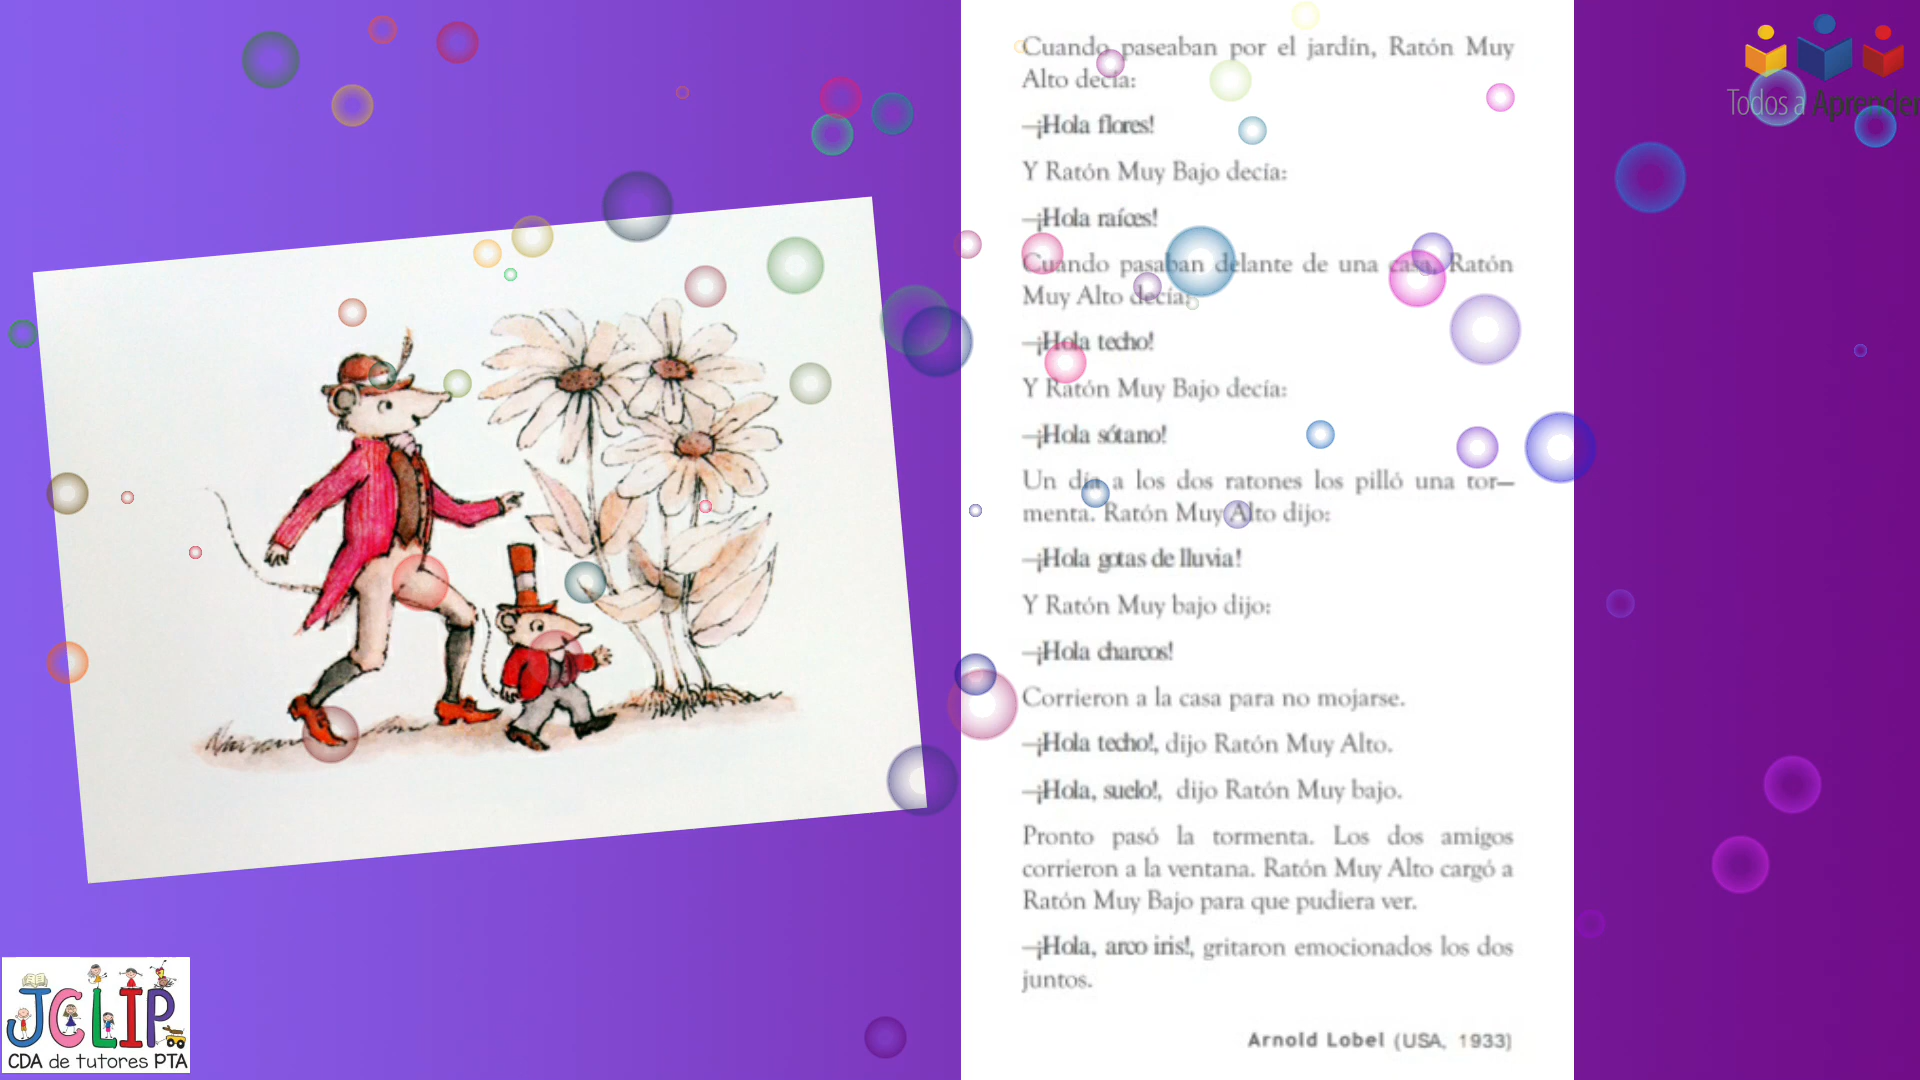 Cuando paseaban por el jardín, Ratón Muy
Alto decía:
—¡Hola flores!
Y Ratón Muy Bajo decía:
—¡Hola raíces!
Cuando pasaban delante de una casa, Ratón
Muy Alto decía:
—¡Hola techo!
Y Ratón Muy Bajo decía:
—¡Hola sótano!
Un día a los dos ratones los pilló una tor—
menta. Ratón Muy Alto dijo:
—¡Hola gotas de lluvia!
Y Ratón Muy bajo dijo:
—¡Hola charcos!
Corrieron a la casa para no mojarse.
—¡Hola techo!, dijo Ratón Muy Alto.
—¡Hola, suelo!, dijo Ratón Muy bajo.
Pronto pasó la tormenta. Los dos amigos
corrieron a la ventana. Ratón Muy Alto cargó a
Ratón Muy Bajo para que pudiera ver.
—¡Hola, arco iris!, gritaron emocionados los dos
juntos.
Arnold Lobel (USA, 1933)
Todos a Aprender
JCLIP
CDA de tutores PTA